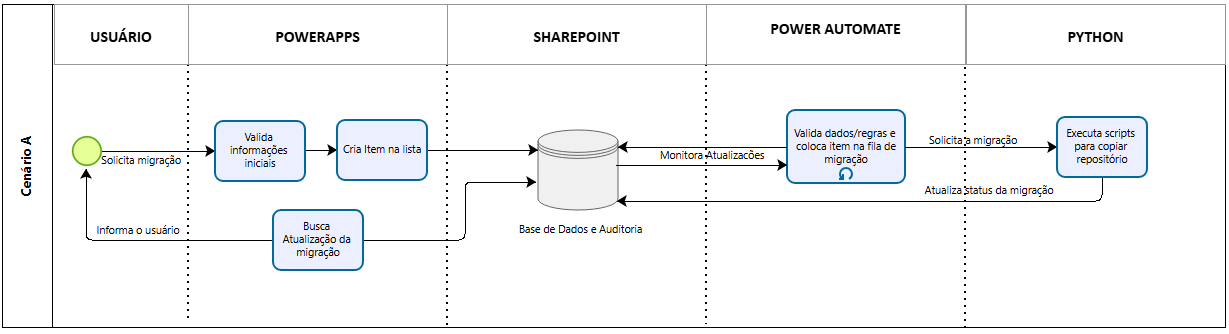 USUÁRIO
POWERAPPS
SHAREPOINT
POWER AUTOMATE
PYTHON
Cenário A
Solicita migração
Valida
informações
iniciais
Cria Item na lista
Monitora Atualizacões
Valida dados/regras e
coloca item na fila de
migração
Solicita a migração
Executa scripts
para copiar
repositório
Atualiza status da migração
Informa o usuário
Busca
Atualização da
migração
Base de Dados e Auditoria